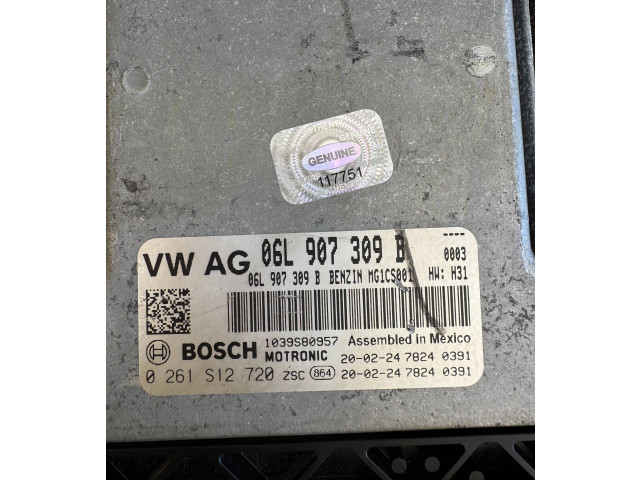 GENUINE
117751
VW AG 06L 907 309 B 0003
06L 907 309 B BENZIN MG1CS001 HW: H31
BOSCH 1039S80957 Assembled in Mexico
MOTRONIC 20-02-24 7824 0391
0 261 S12 720 ZSC 864 20-02-24 7824 0391